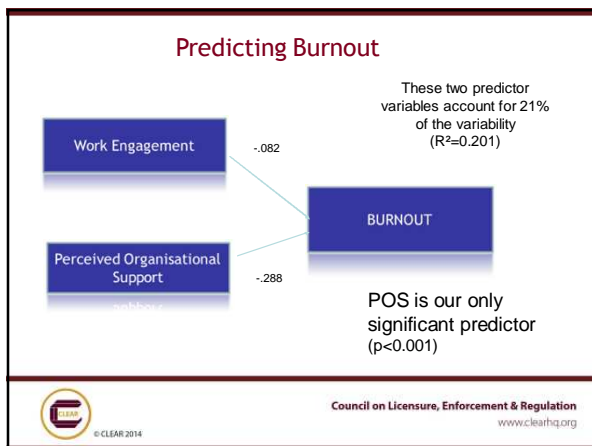 Predicting Burnout
These two predictor
variables account for 21%
of the variability
(R²=0.201)
Work Engagement
-.082
BURNOUT
Perceived Organisational
Support
-.288
POS is our only
significant predictor
(p<0.001)
CLEAR
© CLEAR 2014
Council on Licensure, Enforcement & Regulation
www.clearhq.org